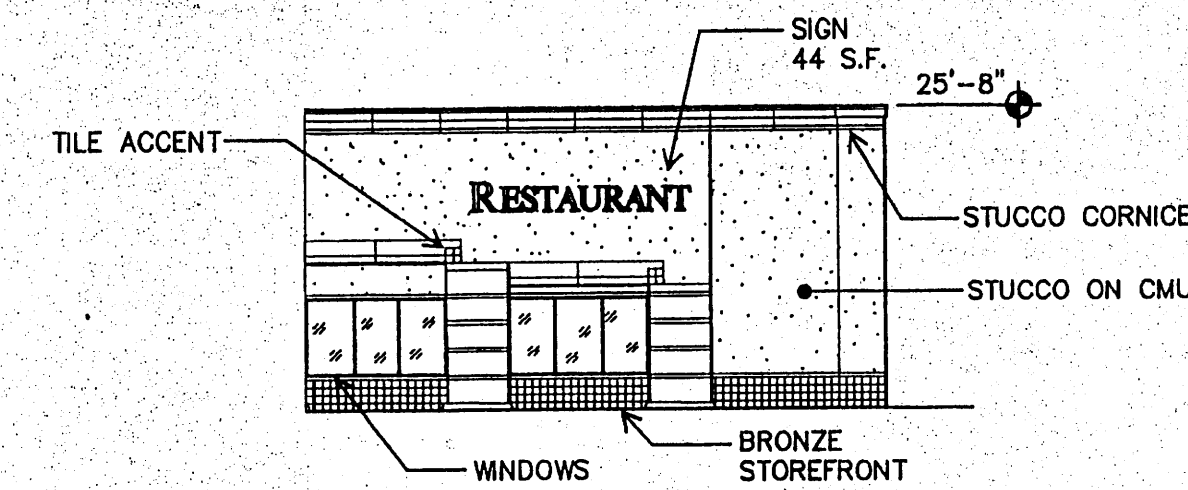 SIGN
44 S.F.
25'-8"
TILE ACCENT
RESTAURANT
STUCCO CORNICE
STUCCO ON CMU
BRONZE
STOREFRONT
WINDOWS